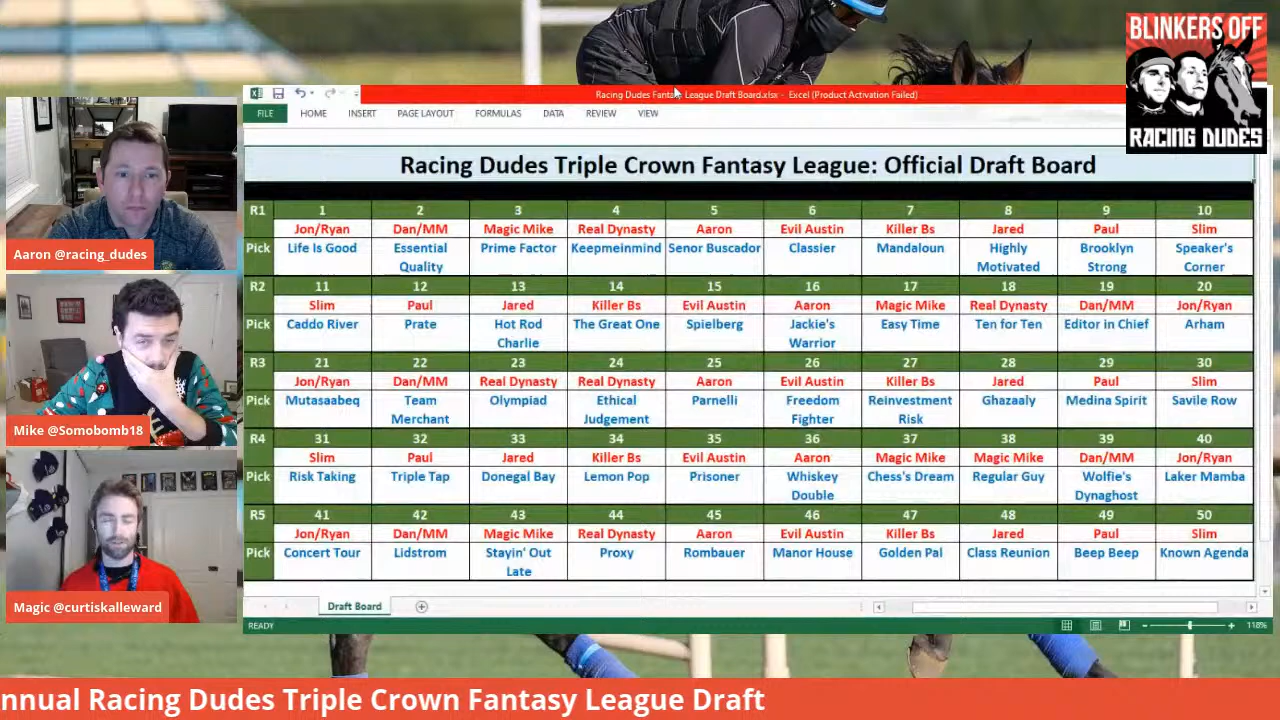 BLINKERS OFF
RACING DUDES
Racing Dudes Fantasy League Draft Board.xlsx - Excel (Product Activation Failed)
FILE HOME INSERT PAGE LAYOUT FORMULAS DATA REVIEW VIEW
Racing Dudes Triple Crown Fantasy League: Official Draft Board
R1 1 2 3 4 5 6 7 8 9 10
Jon/Ryan Dan/MM Magic Mike Real Dynasty Aaron Evil Austin Killer Bs Jared Paul Slim
Pick Life Is Good Essential Quality Prime Factor Keepmeinmind Senor Buscador Classier Mandaloun Highly Motivated Brooklyn Strong Speaker's Corner
R2 11 12 13 14 15 16 17 18 19 20
Slim Paul Jared Killer Bs Evil Austin Aaron Magic Mike Real Dynasty Dan/MM Jon/Ryan
Pick Caddo River Prate Hot Rod Charlie The Great One Spielberg Jackie's Warrior Easy Time Ten for Ten Editor in Chief Arham
R3 21 22 23 24 25 26 27 28 29 30
Jon/Ryan Dan/MM Real Dynasty Real Dynasty Aaron Evil Austin Killer Bs Jared Paul Slim
Pick Mutasaabeq Team Merchant Olympiad Ethical Judgement Parnelli Freedom Fighter Reinvestment Risk Ghazaaly Medina Spirit Savile Row
R4 31 32 33 34 35 36 37 38 39 40
Slim Paul Jared Killer Bs Evil Austin Aaron Magic Mike Magic Mike Dan/MM Jon/Ryan
Pick Risk Taking Triple Tap Donegal Bay Lemon Pop Prisoner Whiskey Double Chess's Dream Regular Guy Wolfie's Dynaghost Laker Mamba
R5 41 42 43 44 45 46 47 48 49 50
Jon/Ryan Dan/MM Magic Mike Real Dynasty Aaron Evil Austin Killer Bs Jared Paul Slim
Pick Concert Tour Lidstrom Stayin' Out Late Proxy Rombauer Manor House Golden Pal Class Reunion Beep Beep Known Agenda
Draft Board
READY
118%
Aaron @racing_dudes
Mike @Somobomb18
Magic @curtiskalleward
nnual Racing Dudes Triple Crown Fantasy League Draft